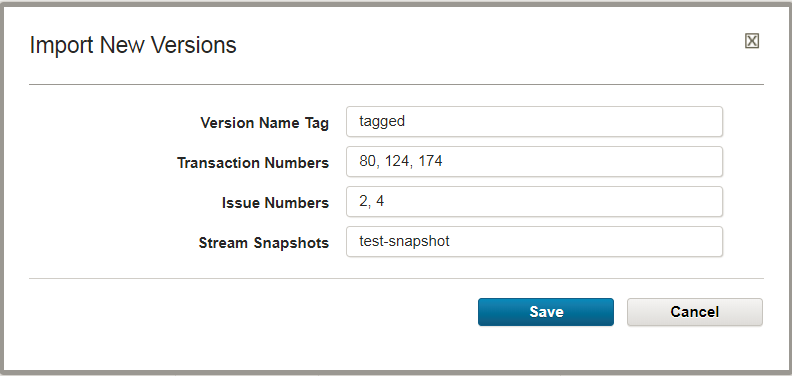 Import New Versions
Version Name Tag tagged
Transaction Numbers 80, 124, 174
Issue Numbers 2, 4
Stream Snapshots test-snapshot
Save Cancel